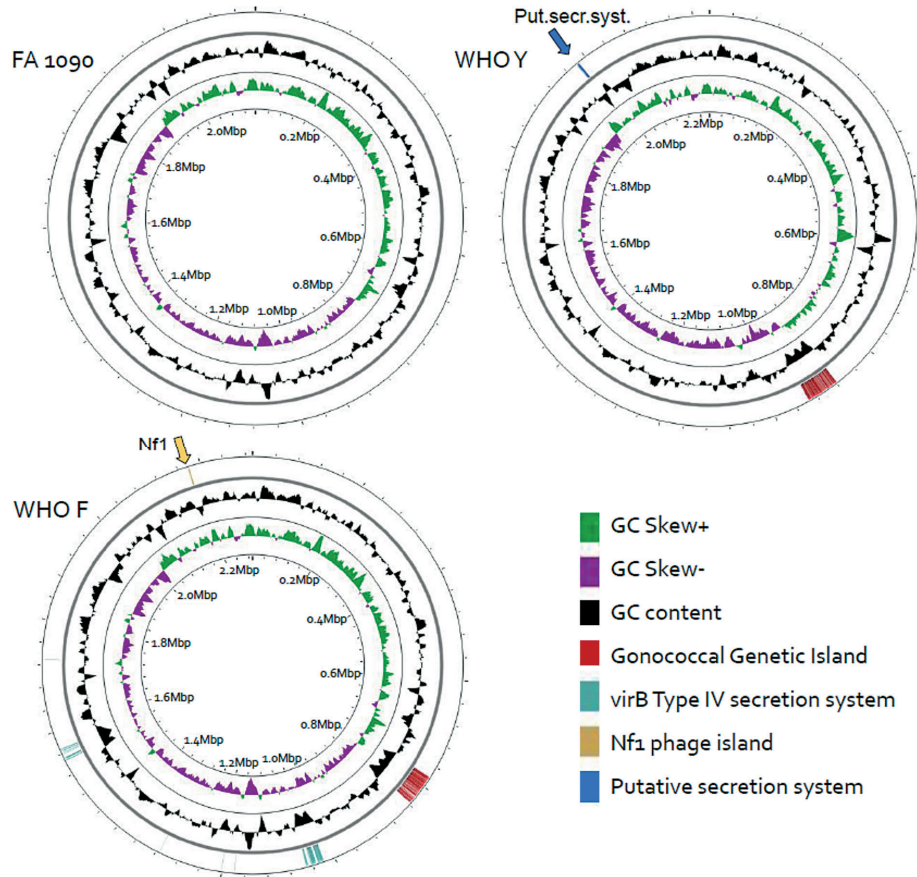 FA 1090
2.0Mbp
0.2Mbp
0.4Mbp
0.6Mbp
0.8Mbp
1.0Mbp
1.2Mbp
1.4Mbp
1.6Mbp
1.8Mbp
Put.secr.syst.
WHO Y
2.2Mbp
0.2Mbp
0.4Mbp
0.6Mbp
0.8Mbp
1.0Mbp
1.2Mbp
1.4Mbp
1.6Mbp
1.8Mbp
2.0Mbp
Nf1
WHO F
2.2Mbp
0.2Mbp
0.4Mbp
0.6Mbp
0.8Mbp
1.0Mbp
1.2Mbp
1.4Mbp
1.6Mbp
1.8Mbp
2.0Mbp
GC Skew+
GC Skew-
GC content
Gonococcal Genetic Island
virB Type IV secretion system
Nf1 phage island
Putative secretion system